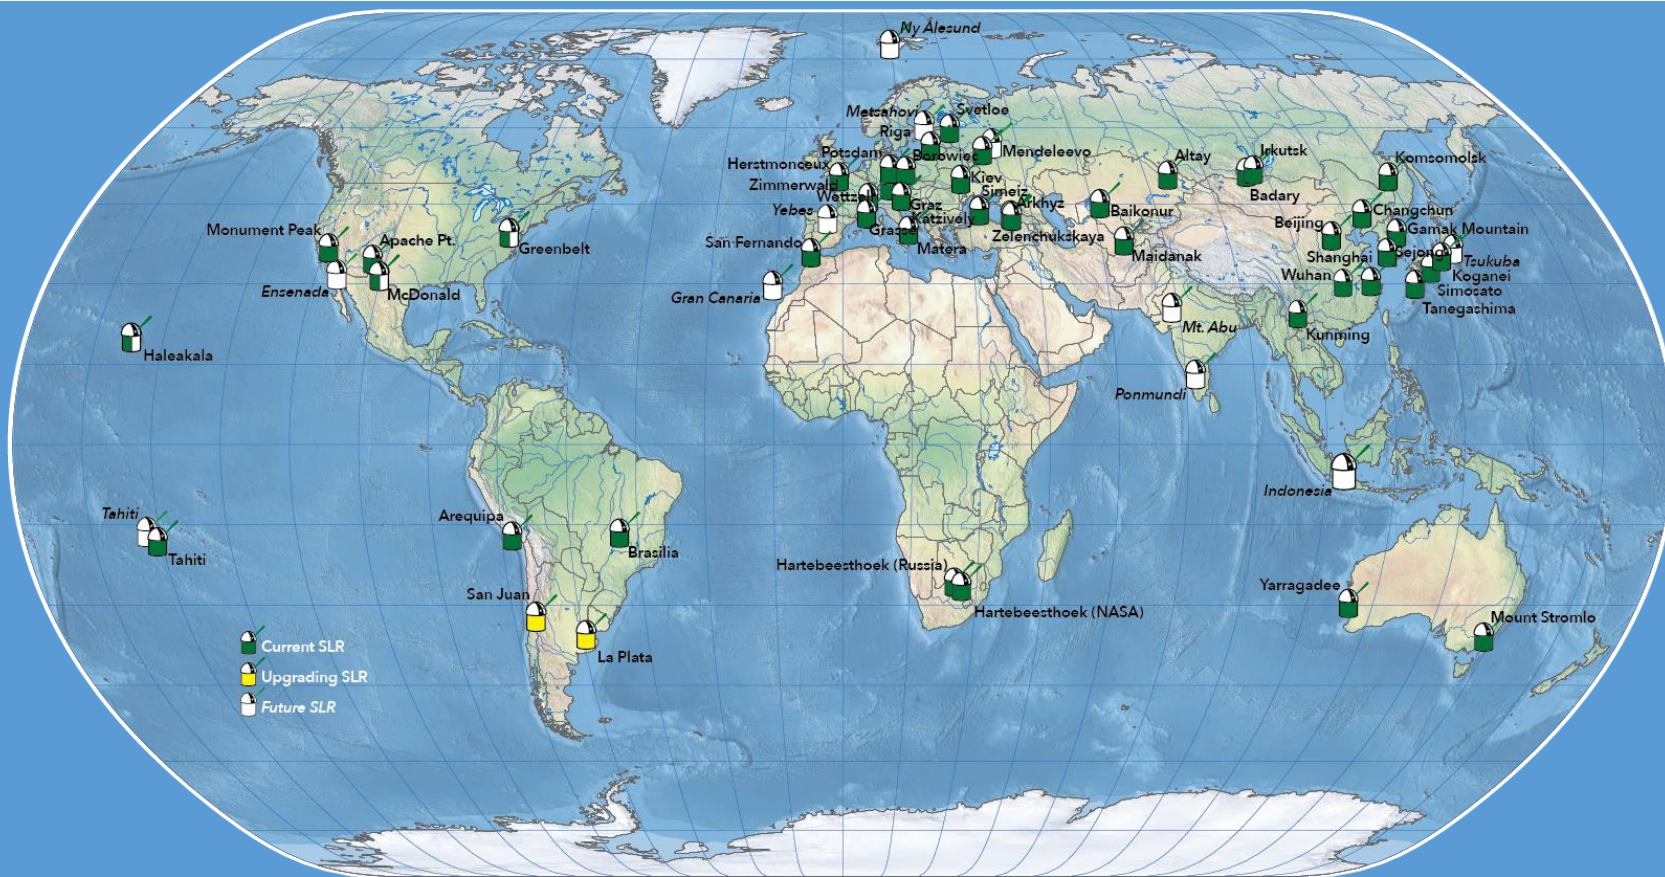 Ny Ålesund
Metsahovi
Svetloe
Riga
Mendeleevo
Potsdam
Borowiec
Herstmonceux
Zimmerwald
Wettzell
Kiev
Simeiz
Altay
Irkutsk
Badary
Komsomolsk
Yebes
Graz
Katzively
Arkhyz
Baikonur
Changchun
Beijing
Gamak Mountain
Monument Peak
Apache Pt.
Greenbelt
San Fernando
Grasse
Matera
Zelenchukskaya
Maidanak
Shanghai
Sejong
Tsukuba
Wuhan
Koganei
Simosato
Tanegashima
Ensenada
McDonald
Gran Canaria
Mt. Abu
Kunming
Haleakala
Ponmundi
Indonesia
Tahiti
Tahiti
Arequipa
Brasilia
Hartebeesthoek (Russia)
Hartebeesthoek (NASA)
Yarragadee
Mount Stromlo
San Juan
La Plata
Current SLR
Upgrading SLR
Future SLR